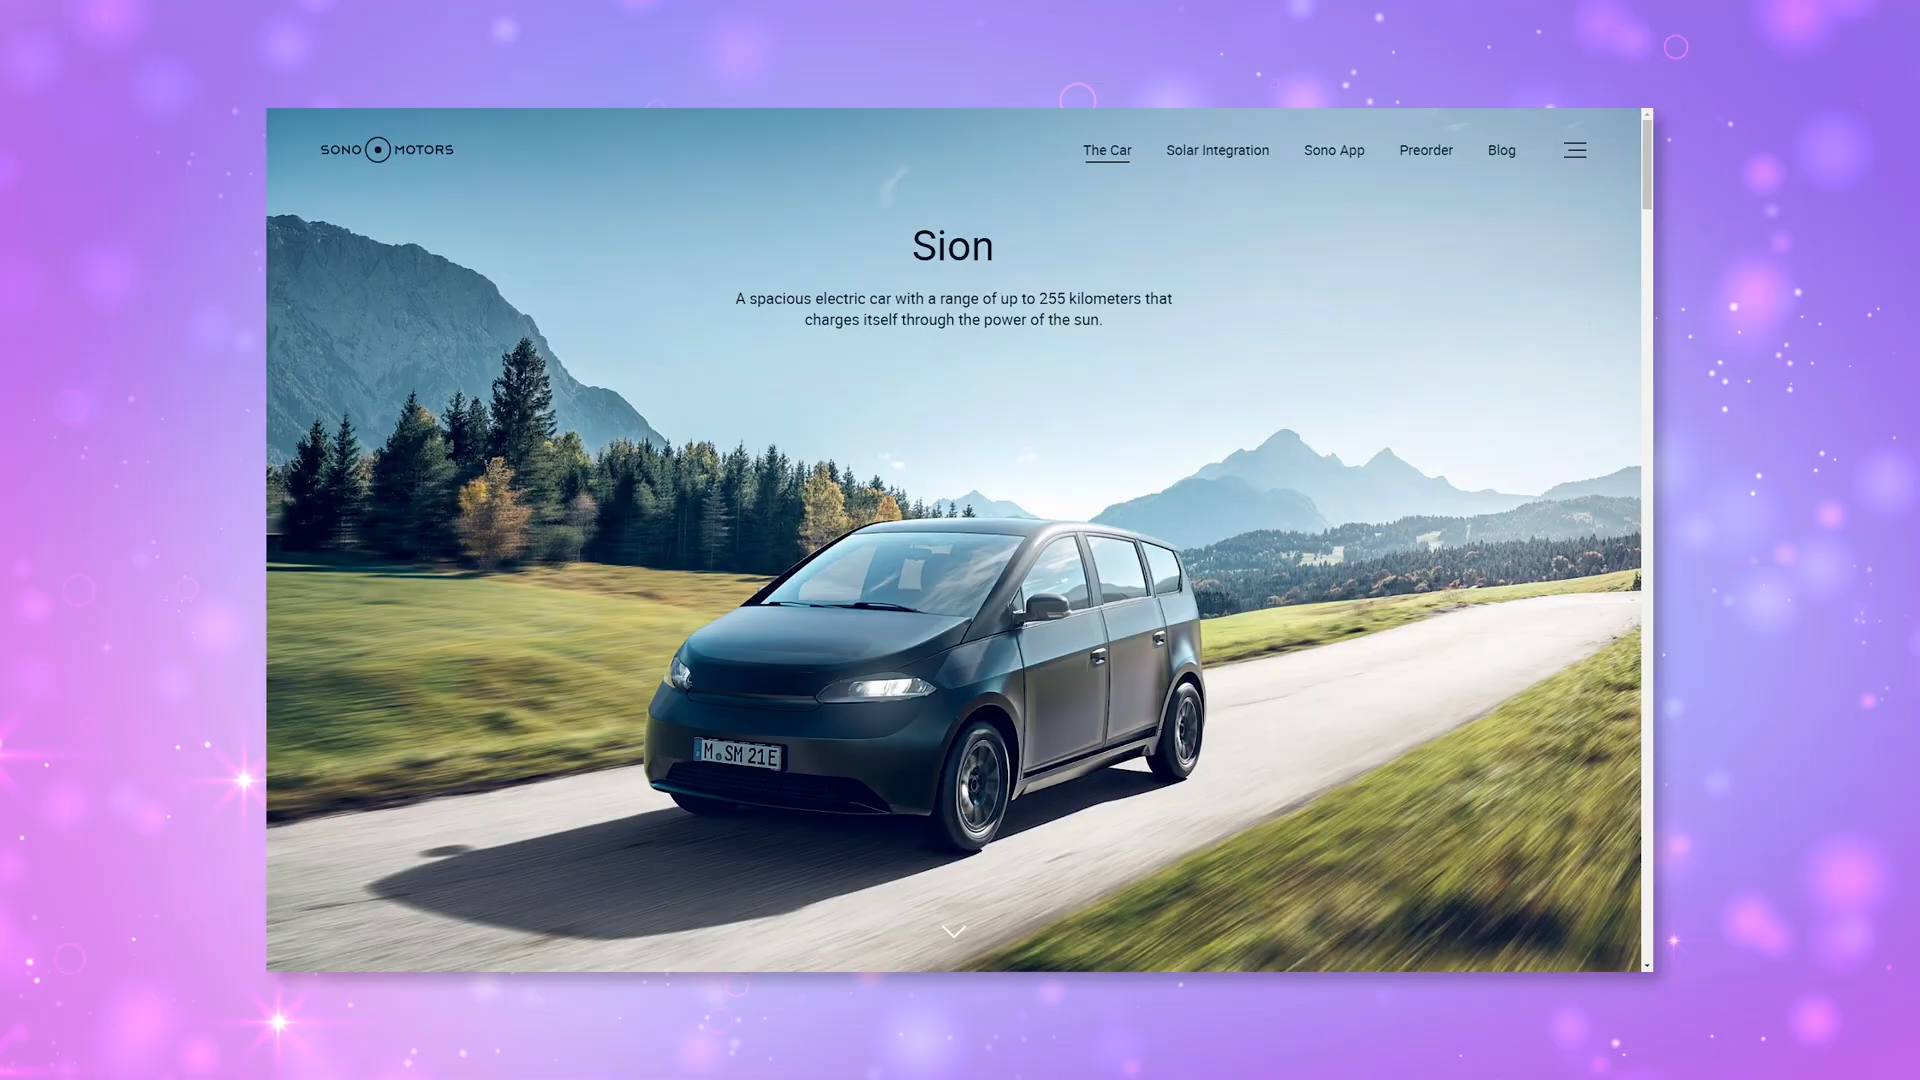 SONO MOTORS
The Car
Solar Integration
Sono App
Preorder
Blog
Sion
A spacious electric car with a range of up to 255 kilometers that
charges itself through the power of the sun.
M SM 21E